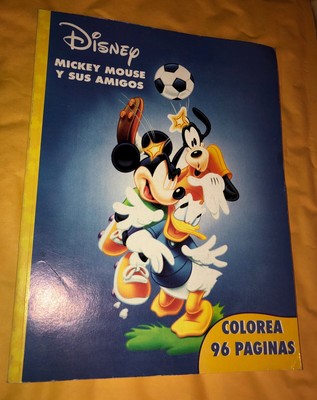 Disney
MICKEY MOUSE
Y SUS AMIGOS
COLOREA
96 PAGINAS